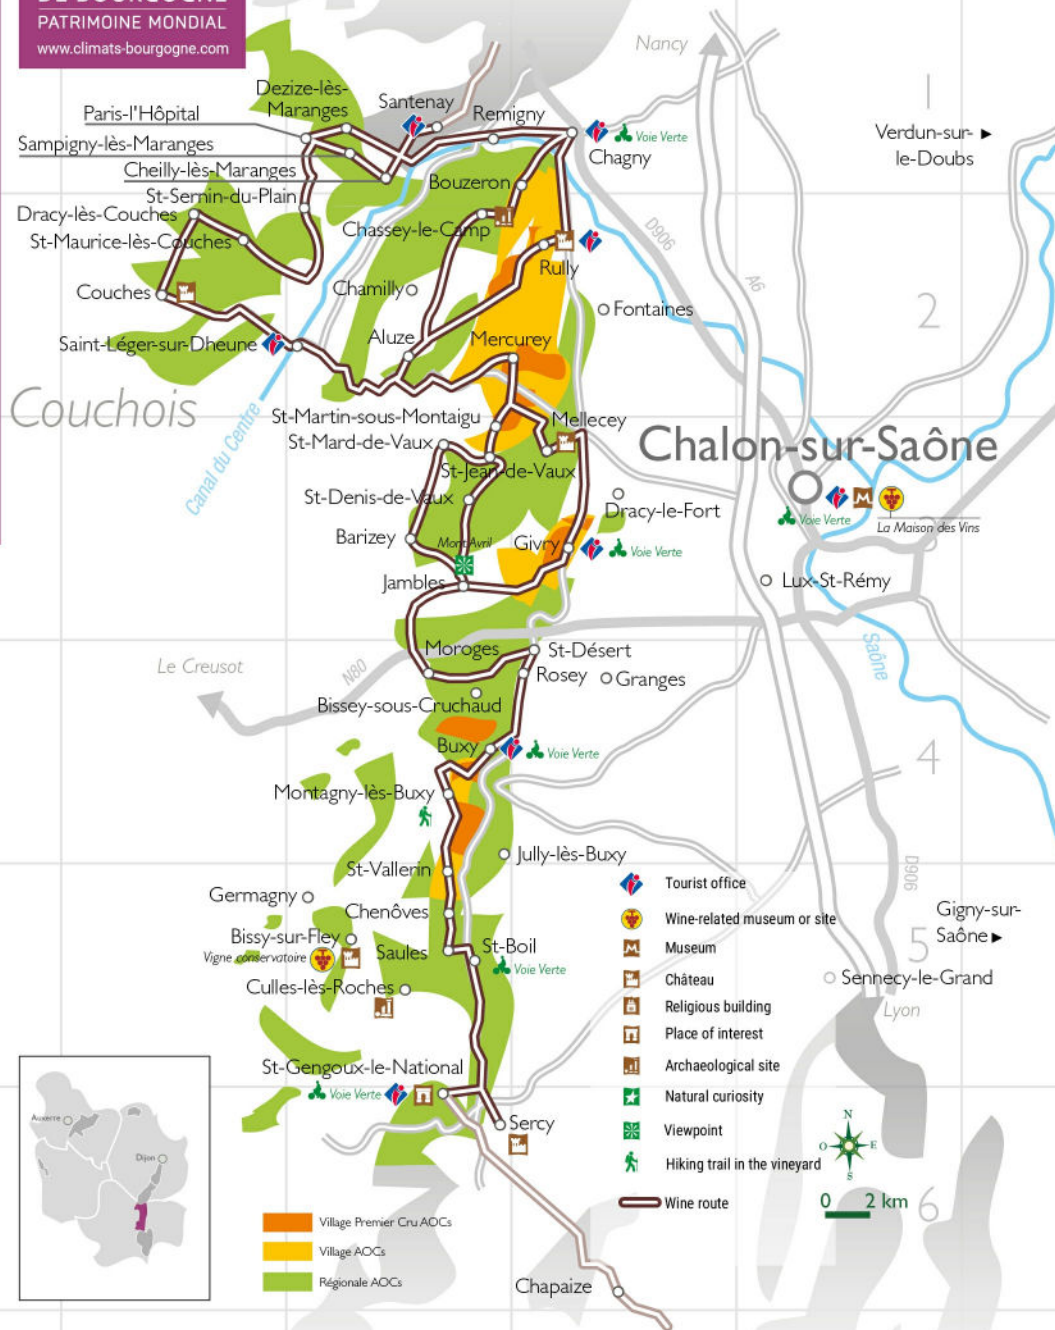 DE BOURGOGNE
PATRIMOINE MONDIAL
www.climats-bourgogne.com
Nancy
1
Dezize-lès-
Maranges
Santenay
Remigny
Paris-l'Hôpital
Voie Verte
Chagny
Verdun-sur-
le-Doubs
Sampigny-lès-Maranges
Cheilly-lès-Maranges
Bouzeron
St-Sernin-du-Plain
Dracy-lès-Couches
Chassey-le-Camp
St-Maurice-lès-Couches
D906
Rully
A6
Couches
Chamilly
Fontaines
2
Saint-Léger-sur-Dheune
Aluze
Mercurey
Couchois
Canal du Centre
St-Martin-sous-Montaigu
Mellecey
St-Mard-de-Vaux
Chalon-sur-Saône
St-Jean-de-Vaux
St-Denis-de-Vaux
Dracy-le-Fort
Voie Verte
La Maison des Vins
Barizey
Mont Avril
Givry
Voie Verte
3
Jambles
Lux-St-Rémy
Moroges
St-Désert
Saône
Le Creusot
N80
Rosey
Granges
Bissey-sous-Cruchaud
Buxy
Voie Verte
4
Montagny-lès-Buxy
Jully-lès-Buxy
St-Vallerin
D906
Germagny
Chenôves
Bissy-sur-Fley
Vigne conservatoire
Saules
St-Boil
Voie Verte
Gigny-sur-
Saône
5
Culles-lès-Roches
Sennecy-le-Grand
Lyon
St-Gengoux-le-National
Voie Verte
Sercy
Chapaize
Tourist office
Wine-related museum or site
Museum
Château
Religious building
Place of interest
Archaeological site
Natural curiosity
Viewpoint
Hiking trail in the vineyard
Wine route
N
O
E
S
0 2 km
6
Auxerre
Dijon
Village Premier Cru AOCs
Village AOCs
Régionale AOCs